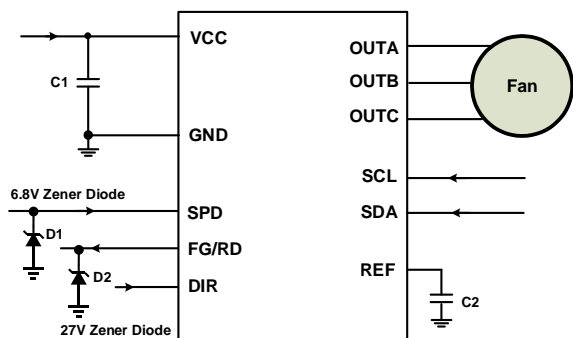 VCC
OUTA
C1
OUTB
Fan
OUTC
GND
SCL
6.8V Zener Diode
SPD
SDA
D1
FG/RD
D2
REF
DIR
C2
27V Zener Diode